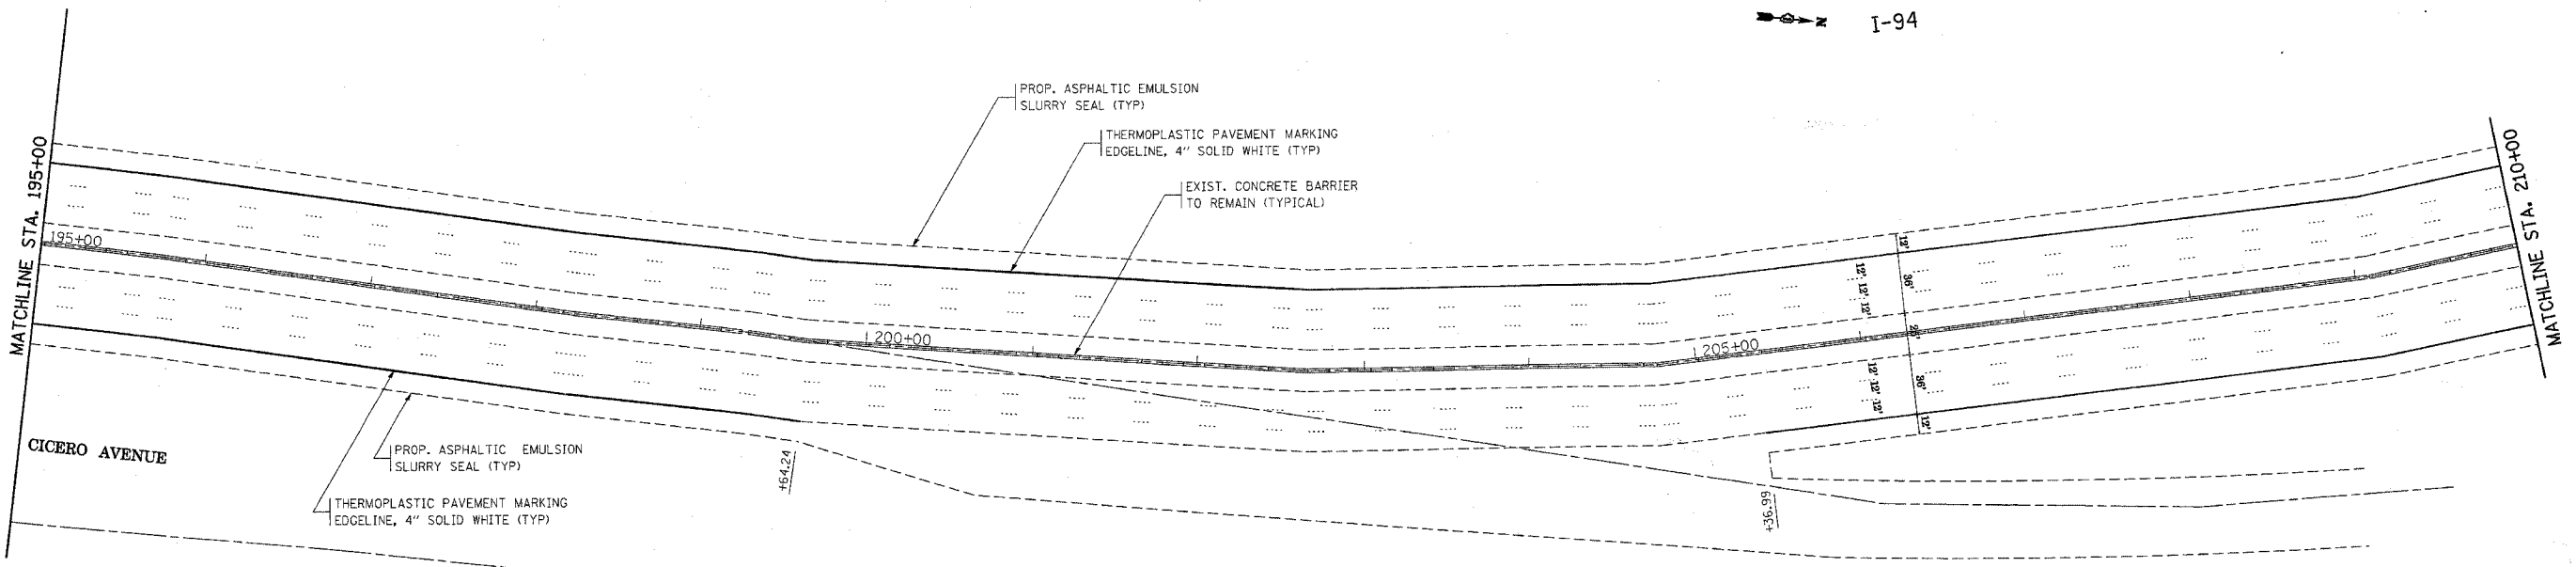 N I-94
PROP. ASPHALTIC EMULSION
SLURRY SEAL (TYP)
THERMOPLASTIC PAVEMENT MARKING
EDGELINE, 4" SOLID WHITE (TYP)
EXIST. CONCRETE BARRIER
TO REMAIN (TYPICAL)
MATCHLINE STA. 195+00
195+00
200+00
205+00
12'
36'
12' 12' 12'
36'
12' 12' 12'
12'
MATCHLINE STA. 210+00
CICERO AVENUE
PROP. ASPHALTIC EMULSION
SLURRY SEAL (TYP)
THERMOPLASTIC PAVEMENT MARKING
EDGELINE, 4" SOLID WHITE (TYP)
+64.24
+36.99